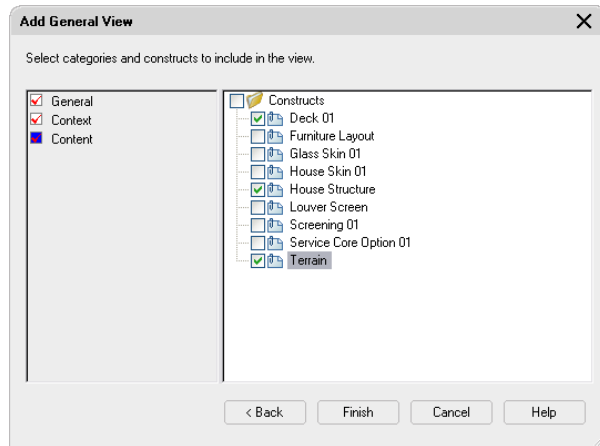 Add General View
Select categories and constructs to include in the view.
General
Context
Content
Constructs
Deck 01
Furniture Layout
Glass Skin 01
House Skin 01
House Structure
Louver Screen
Screening 01
Service Core Option 01
Terrain
< Back
Finish
Cancel
Help